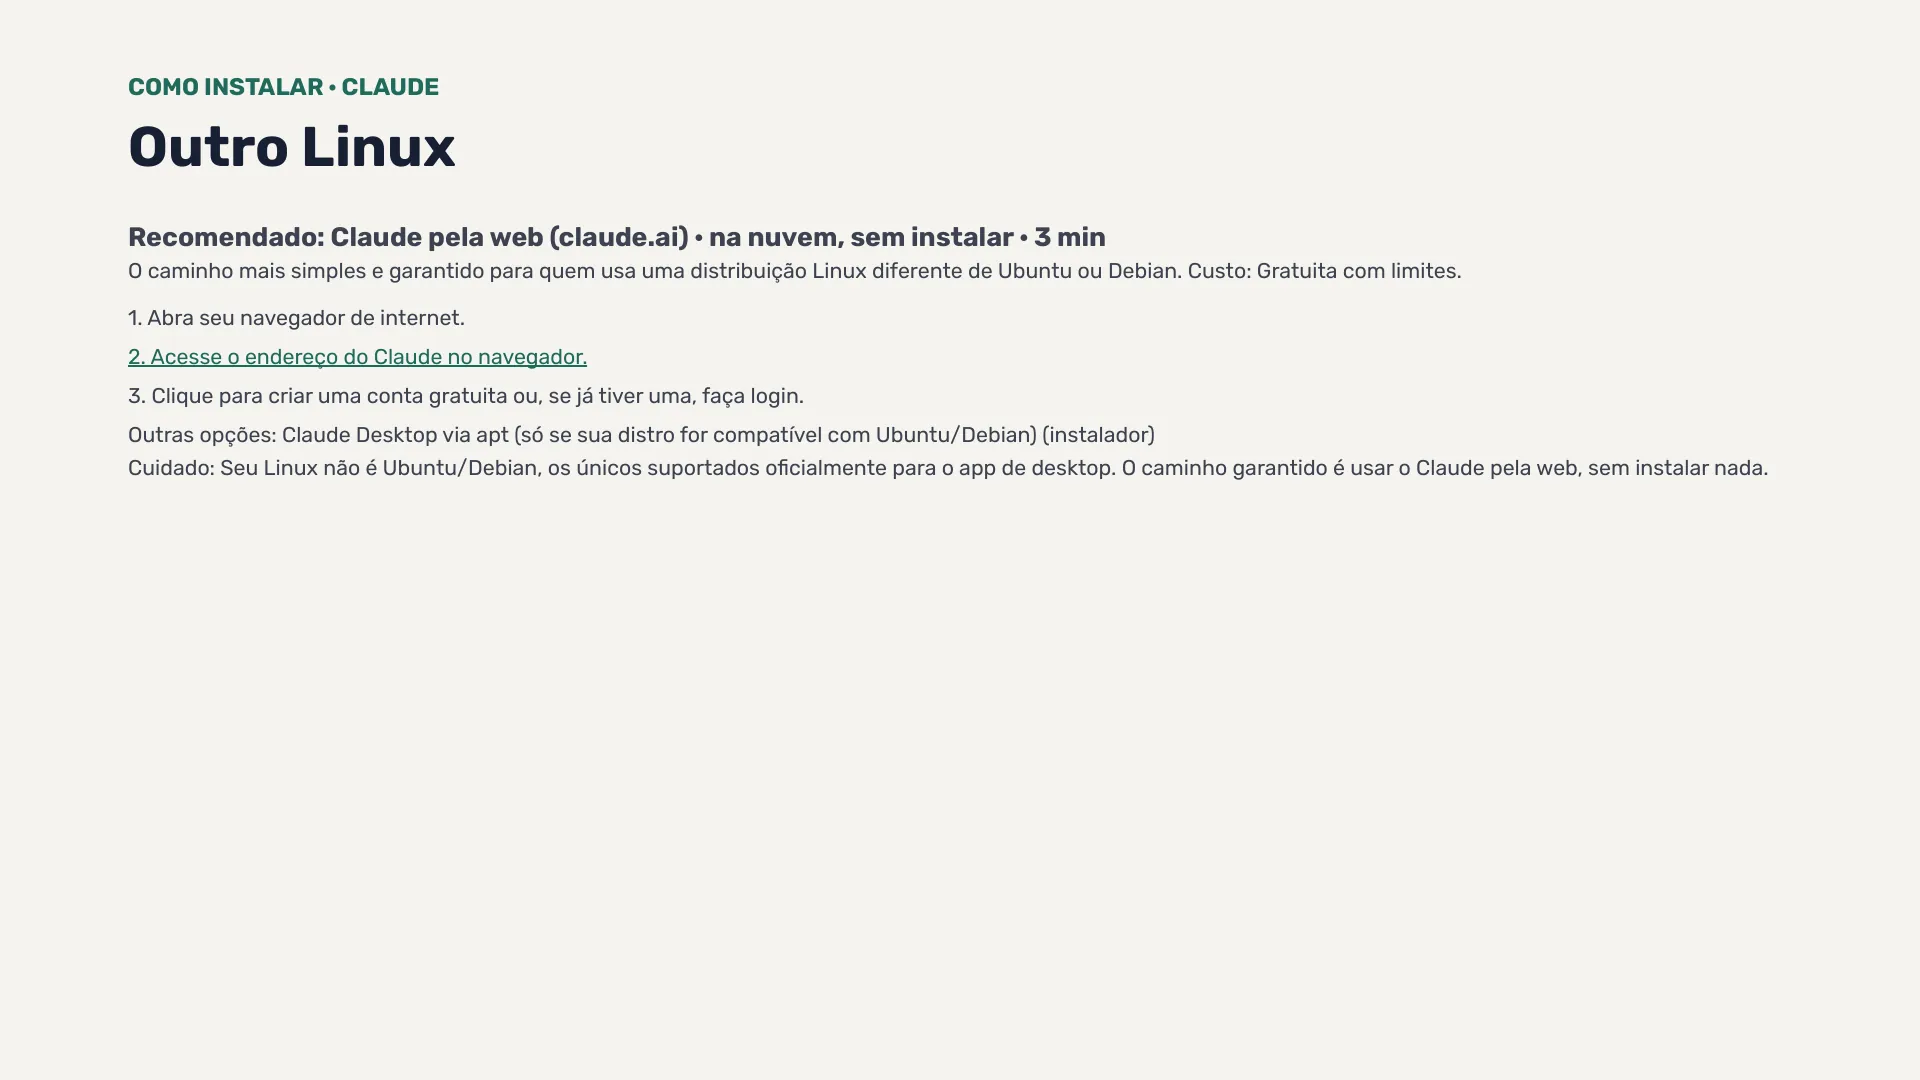 COMO INSTALAR • CLAUDE
Outro Linux
Recomendado: Claude pela web (claude.ai) • na nuvem, sem instalar • 3 min
O caminho mais simples e garantido para quem usa uma distribuição Linux diferente de Ubuntu ou Debian. Custo: Gratuita com limites.
1. Abra seu navegador de internet.
2. Acesse o endereço do Claude no navegador.
3. Clique para criar uma conta gratuita ou, se já tiver uma, faça login.
Outras opções: Claude Desktop via apt (só se sua distro for compatível com Ubuntu/Debian) (instalador)
Cuidado: Seu Linux não é Ubuntu/Debian, os únicos suportados oficialmente para o app de desktop. O caminho garantido é usar o Claude pela web, sem instalar nada.